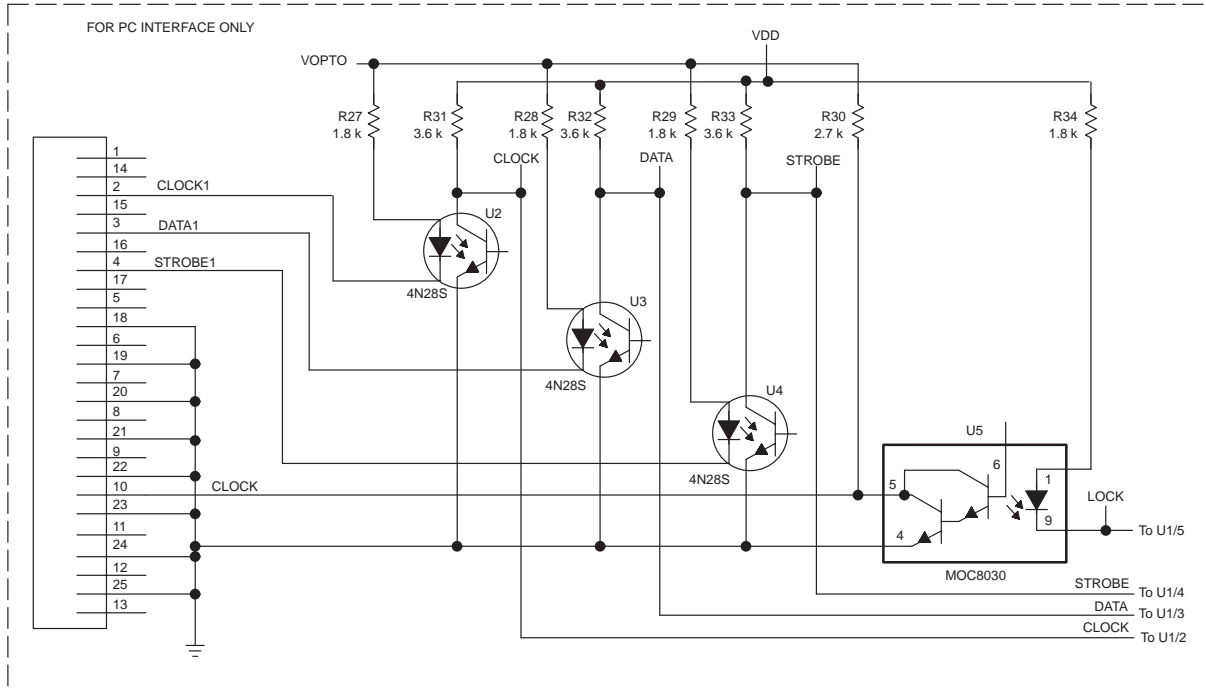 FOR PC INTERFACE ONLY
VDD
VOPTO
R27
1.8 k
R31
3.6 k
R28
1.8 k
R32
3.6 k
R29
1.8 k
R33
3.6 k
R30
2.7 k
R34
1.8 k
CLOCK
DATA
STROBE
1
14
2
CLOCK1
15
3
DATA1
16
4
STROBE1
17
5
18
6
19
7
20
8
21
9
22
10
CLOCK
23
11
24
12
25
13
U2
4N28S
U3
4N28S
U4
4N28S
U5
6
5
1
4
9
MOC8030
LOCK
To U1/5
STROBE
To U1/4
DATA
To U1/3
CLOCK
To U1/2